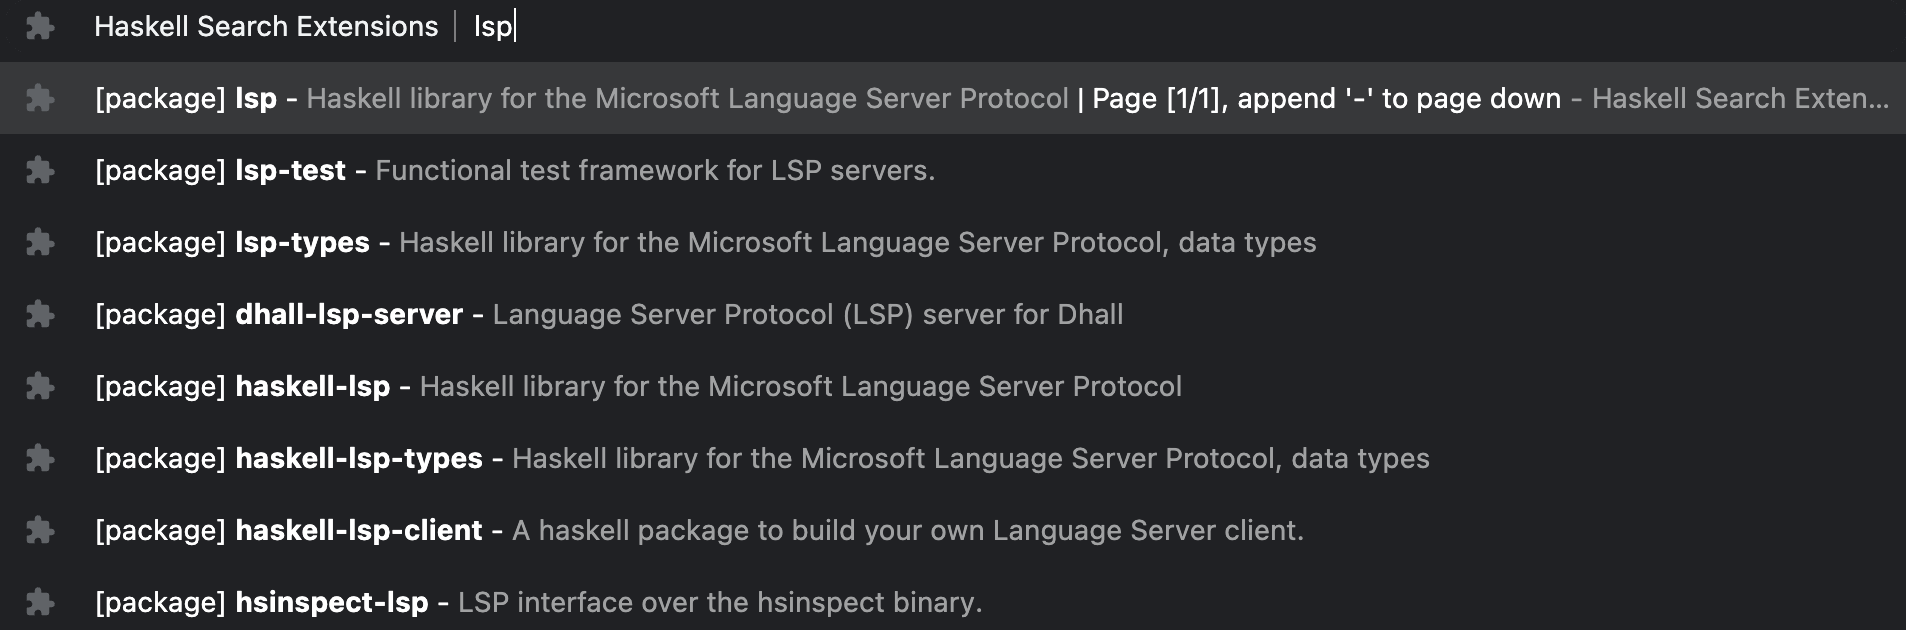 Haskell Search Extensions | lsp
[package] lsp - Haskell library for the Microsoft Language Server Protocol | Page [1/1], append '-' to page down - Haskell Search Exten...
[package] lsp-test - Functional test framework for LSP servers.
[package] lsp-types - Haskell library for the Microsoft Language Server Protocol, data types
[package] dhall-lsp-server - Language Server Protocol (LSP) server for Dhall
[package] haskell-lsp - Haskell library for the Microsoft Language Server Protocol
[package] haskell-lsp-types - Haskell library for the Microsoft Language Server Protocol, data types
[package] haskell-lsp-client - A haskell package to build your own Language Server client.
[package] hsinspect-lsp - LSP interface over the hsinspect binary.